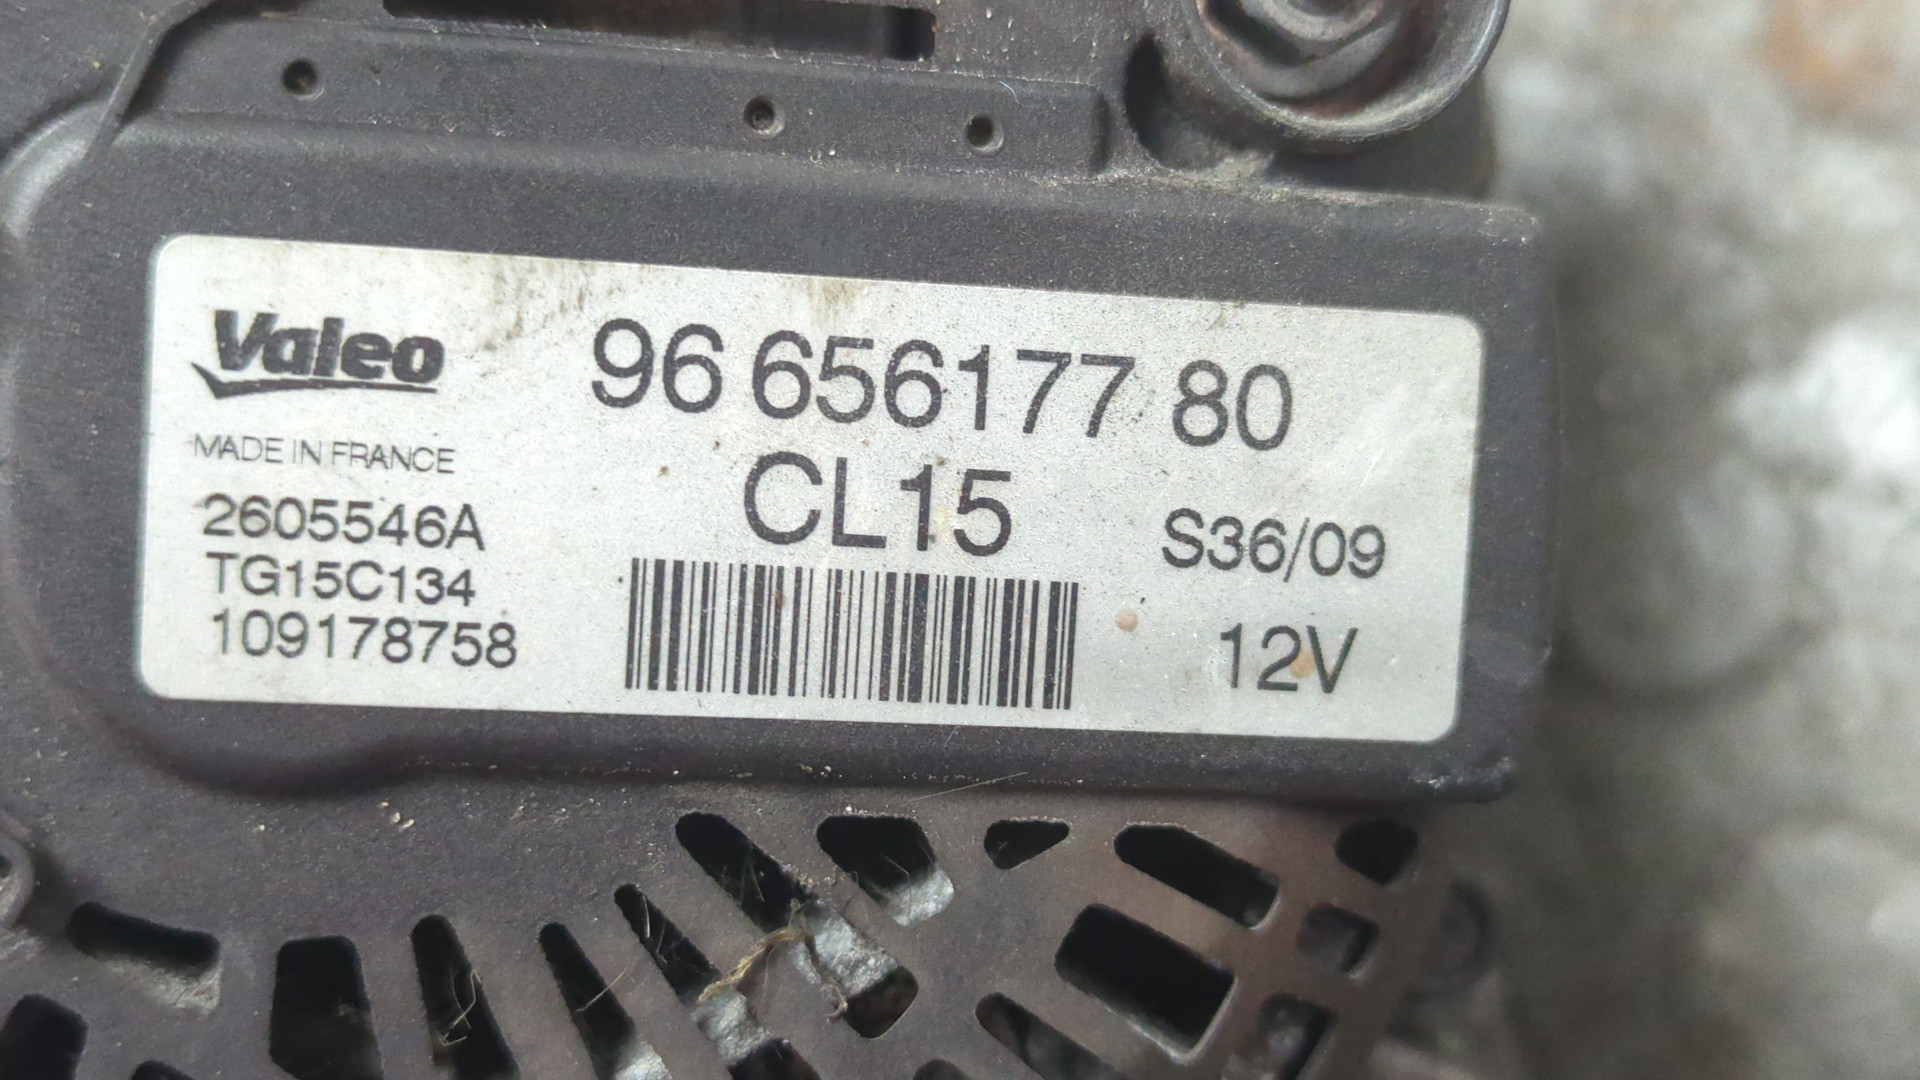 Valeo
96 656177 80
MADE IN FRANCE
CL15
2605546A
S36/09
TG15C134
109178758
12V